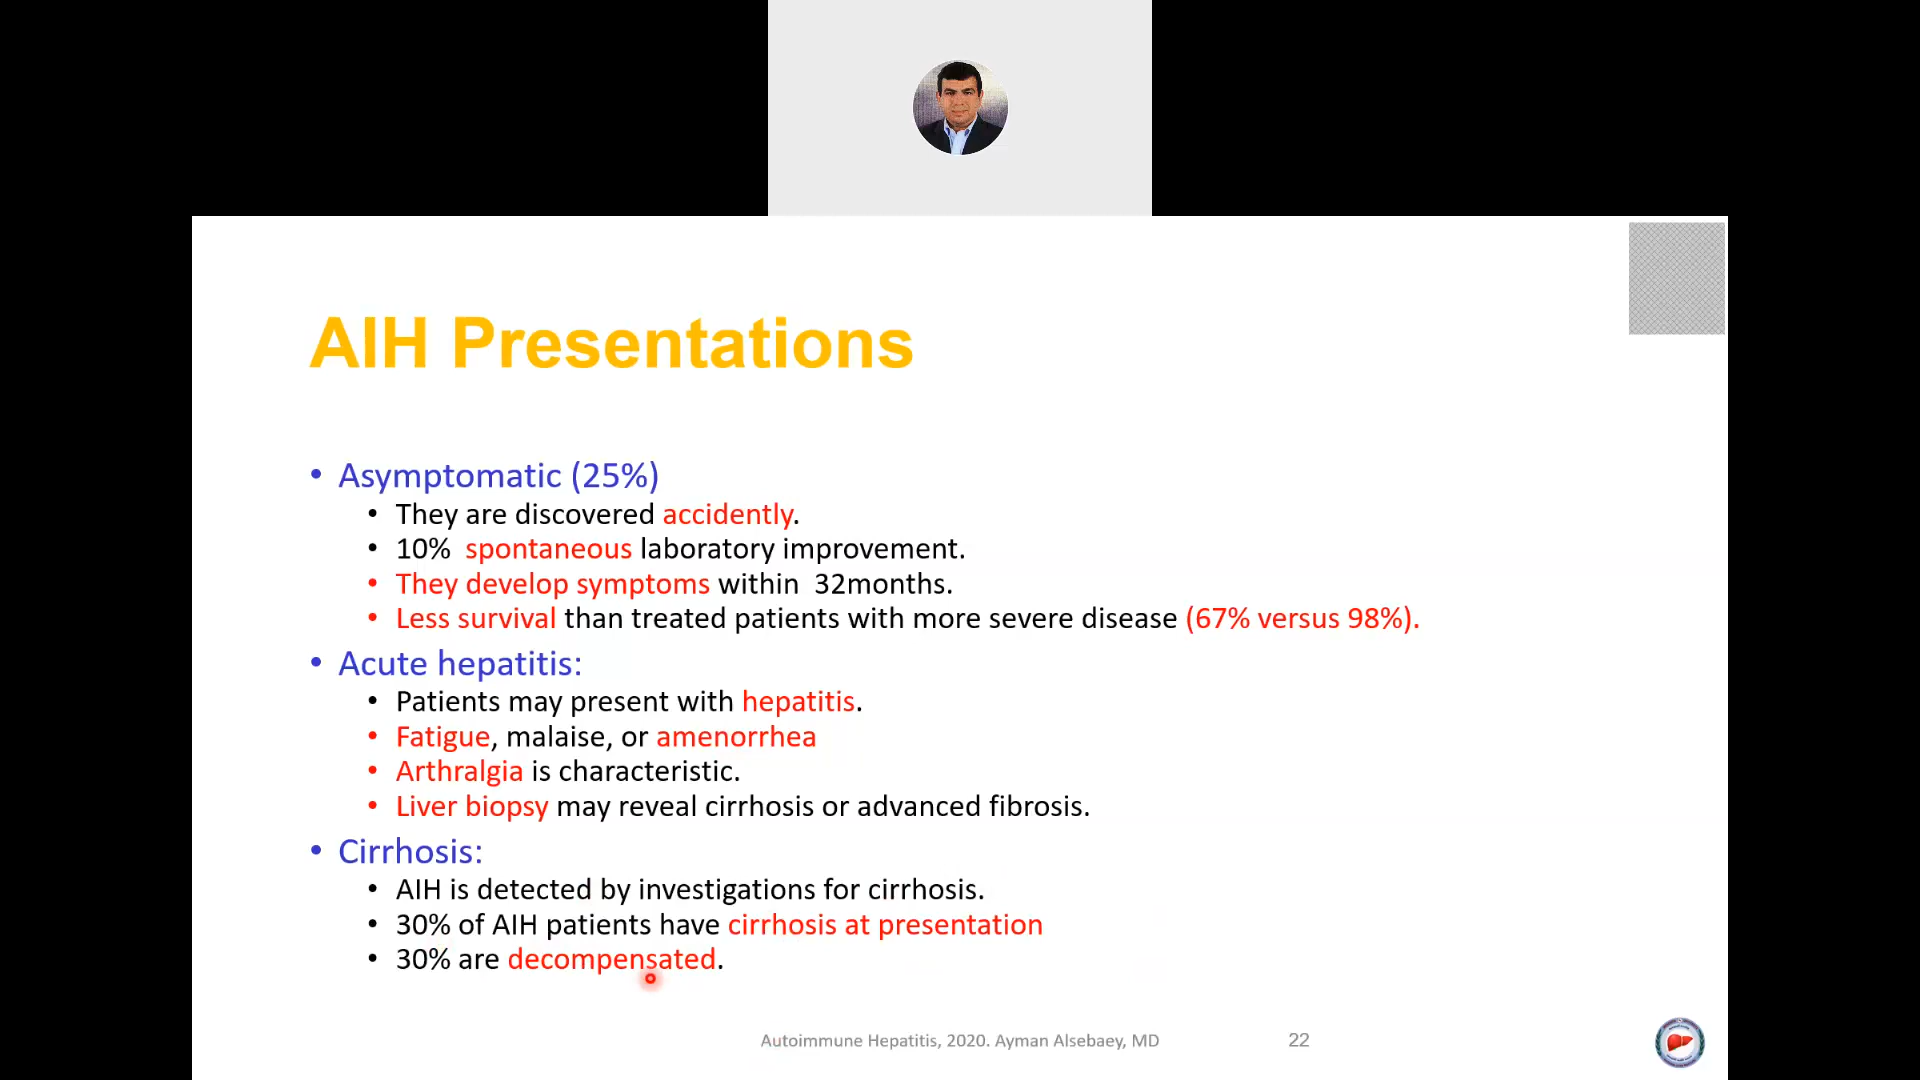 AIH Presentations
• Asymptomatic (25%)
• They are discovered accidently.
• 10% spontaneous laboratory improvement.
• They develop symptoms within 32months.
• Less survival than treated patients with more severe disease (67% versus 98%).
• Acute hepatitis:
• Patients may present with hepatitis.
• Fatigue, malaise, or amenorrhea
• Arthralgia is characteristic.
• Liver biopsy may reveal cirrhosis or advanced fibrosis.
• Cirrhosis:
• AIH is detected by investigations for cirrhosis.
• 30% of AIH patients have cirrhosis at presentation
• 30% are decompensated.
Autoimmune Hepatitis, 2020. Ayman Alsebaey, MD
22